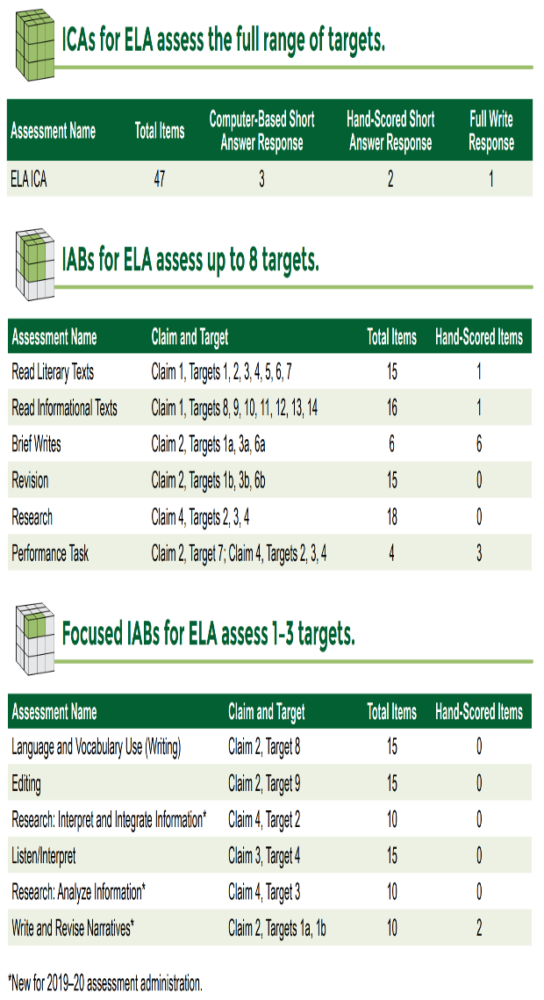 ICAs for ELA assess the full range of targets.
Assessment Name Total Items Computer-Based Short Answer Response Hand-Scored Short Answer Response Full Write Response
ELA ICA 47 3 2 1
IABs for ELA assess up to 8 targets.
Assessment Name Claim and Target Total Items Hand-Scored Items
Read Literary Texts Claim 1, Targets 1, 2, 3, 4, 5, 6, 7 15 1
Read Informational Texts Claim 1, Targets 8, 9, 10, 11, 12, 13, 14 16 1
Brief Writes Claim 2, Targets 1a, 3a, 6a 6 6
Revision Claim 2, Targets 1b, 3b, 6b 15 0
Research Claim 4, Targets 2, 3, 4 18 0
Performance Task Claim 2, Target 7; Claim 4, Targets 2, 3, 4 4 3
Focused IABs for ELA assess 1–3 targets.
Assessment Name Claim and Target Total Items Hand-Scored Items
Language and Vocabulary Use (Writing) Claim 2, Target 8 15 0
Editing Claim 2, Target 9 15 0
Research: Interpret and Integrate Information* Claim 4, Target 2 10 0
Listen/Interpret Claim 3, Target 4 15 0
Research: Analyze Information* Claim 4, Target 3 10 0
Write and Revise Narratives* Claim 2, Targets 1a, 1b 10 2
*New for 2019–20 assessment administration.